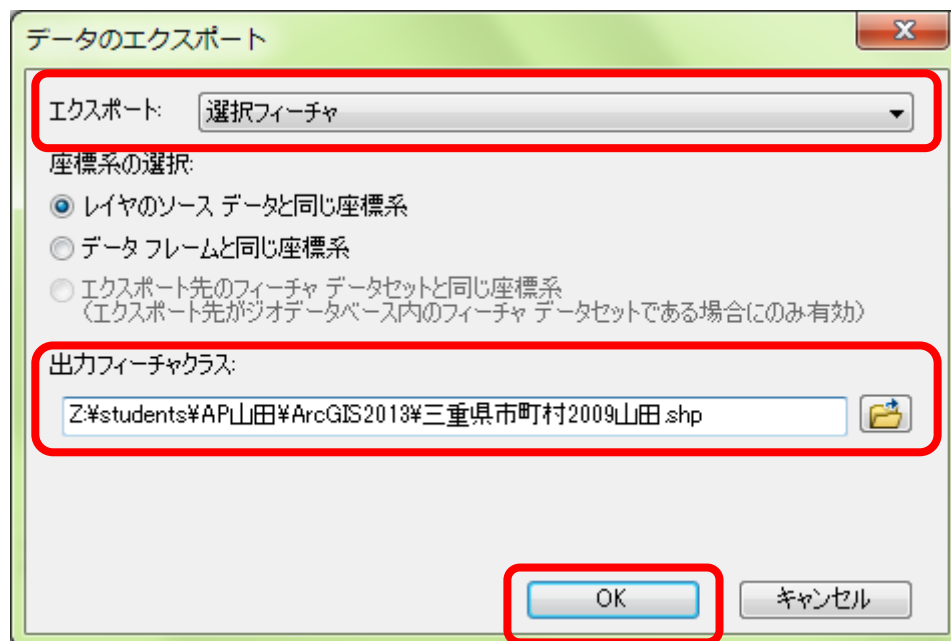 データのエクスポート
エクスポート: 選択フィーチャ
座標系の選択:
レイヤのソース データと同じ座標系
データ フレームと同じ座標系
エクスポート先のフィーチャ データセットと同じ座標系
(エクスポート先がジオデータベース内のフィーチャ データセットである場合にのみ有効)
出力フィーチャクラス:
Z:¥students¥AP山田¥ArcGIS2013¥三重県市町村2009山田.shp
OK キャンセル